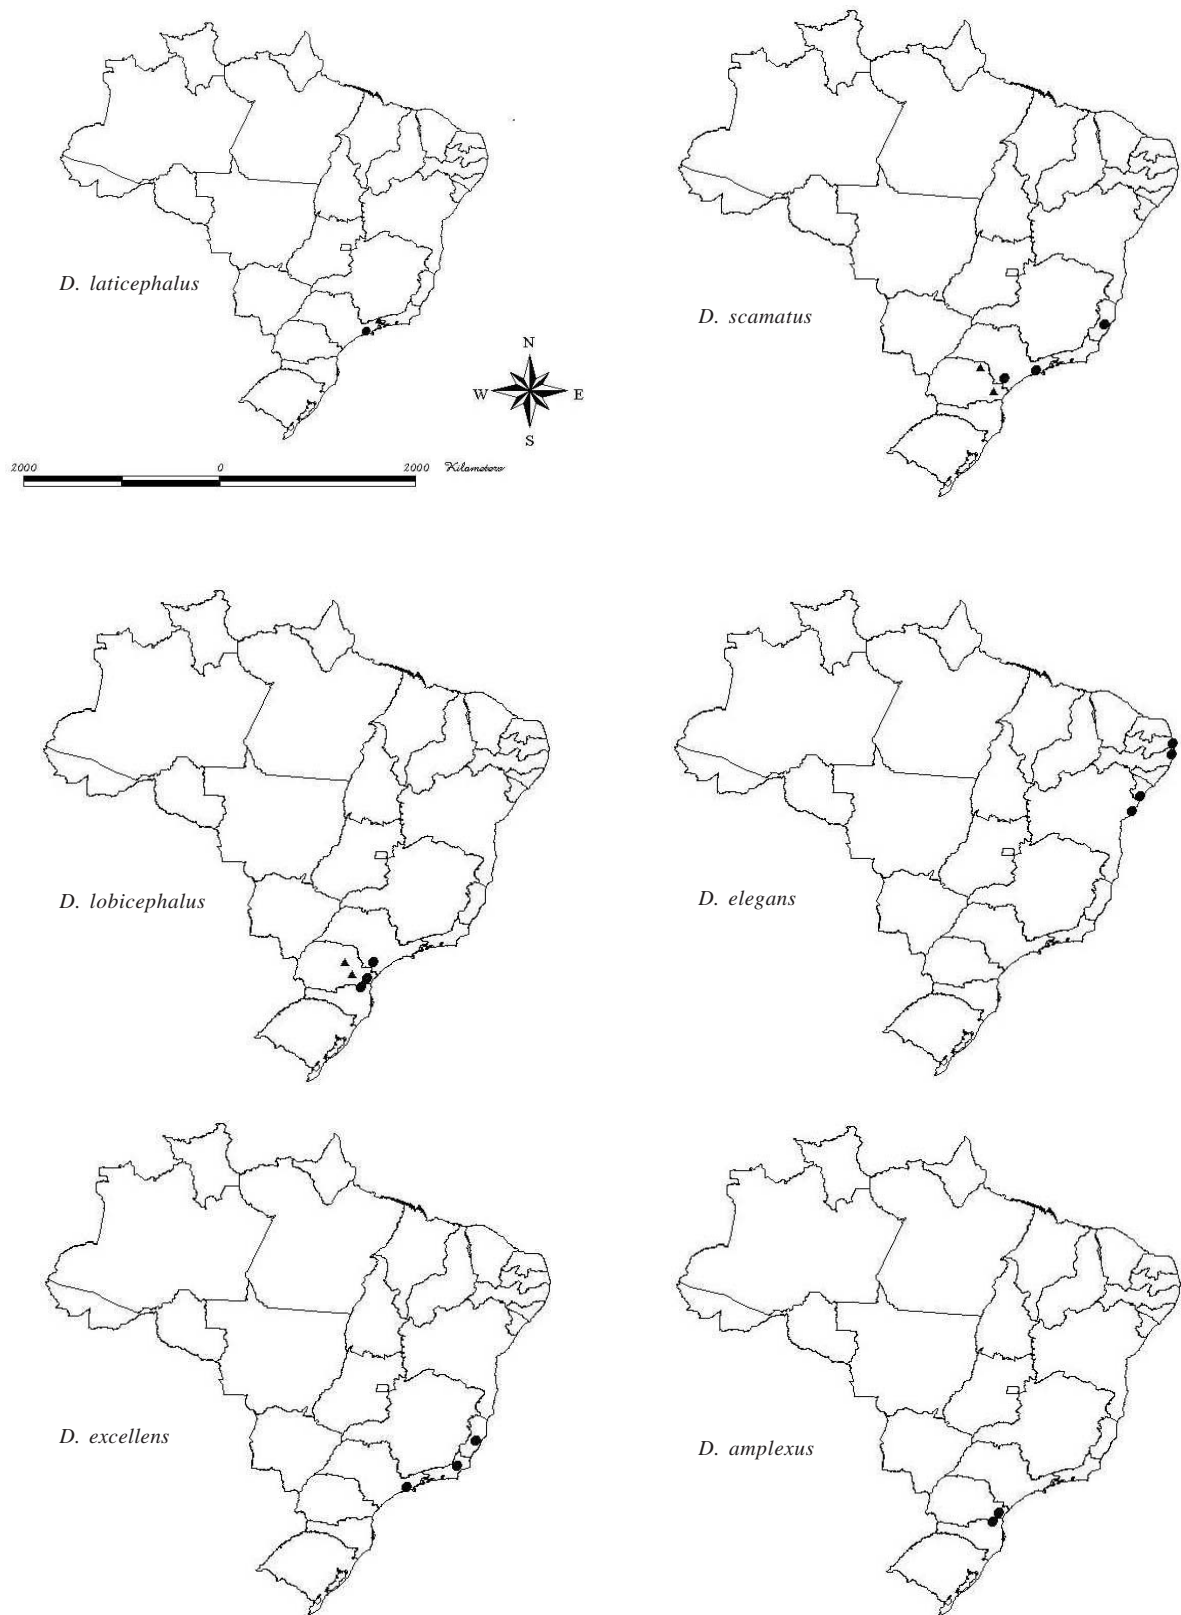 D. laticephalus
D. scamatus
N
W E
S
2000 0 2000 Kilometers
D. lobicephalus
D. elegans
D. excellens
D. amplexus